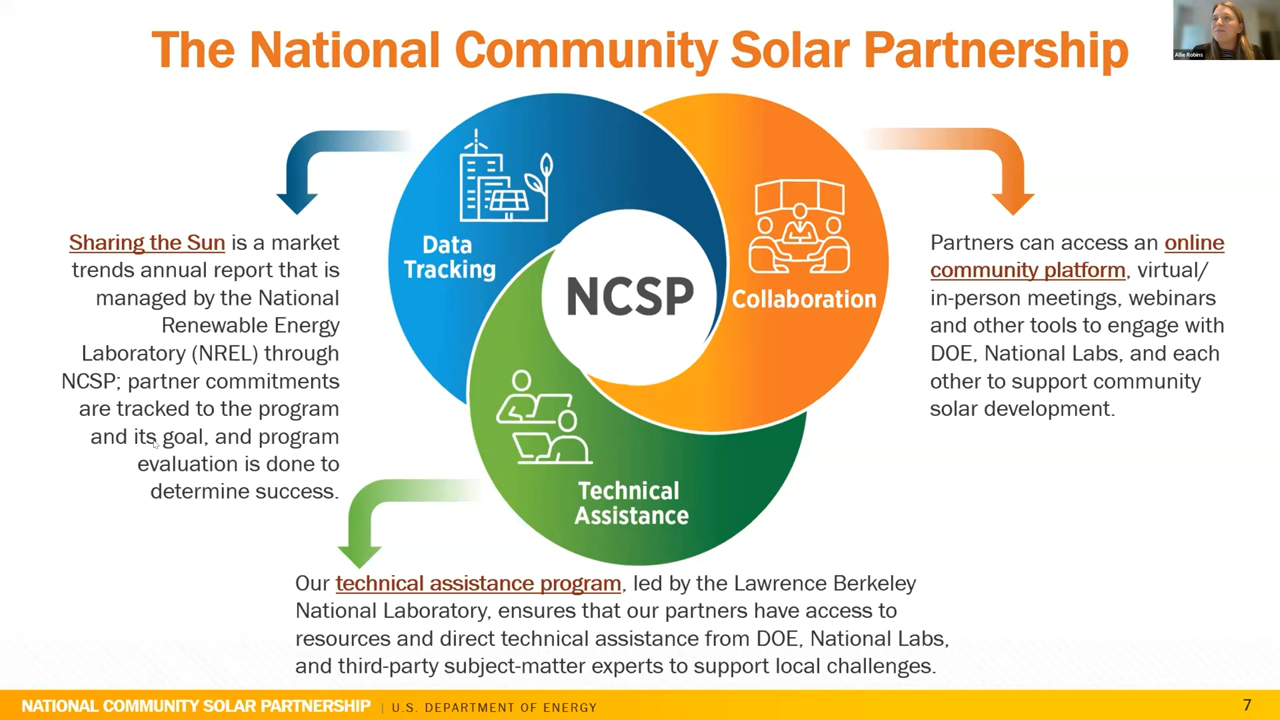 The National Community Solar Partnership
Allie Robins
Data
Tracking
NCSP
Collaboration
Technical
Assistance
Sharing the Sun is a market
trends annual report that is
managed by the National
Renewable Energy
Laboratory (NREL) through
NCSP; partner commitments
are tracked to the program
and its goal, and program
evaluation is done to
determine success.
Partners can access an online
community platform, virtual/
in-person meetings, webinars
and other tools to engage with
DOE, National Labs, and each
other to support community
solar development.
Our technical assistance program, led by the Lawrence Berkeley
National Laboratory, ensures that our partners have access to
resources and direct technical assistance from DOE, National Labs,
and third-party subject-matter experts to support local challenges.
NATIONAL COMMUNITY SOLAR PARTNERSHIP | U.S. DEPARTMENT OF ENERGY
7